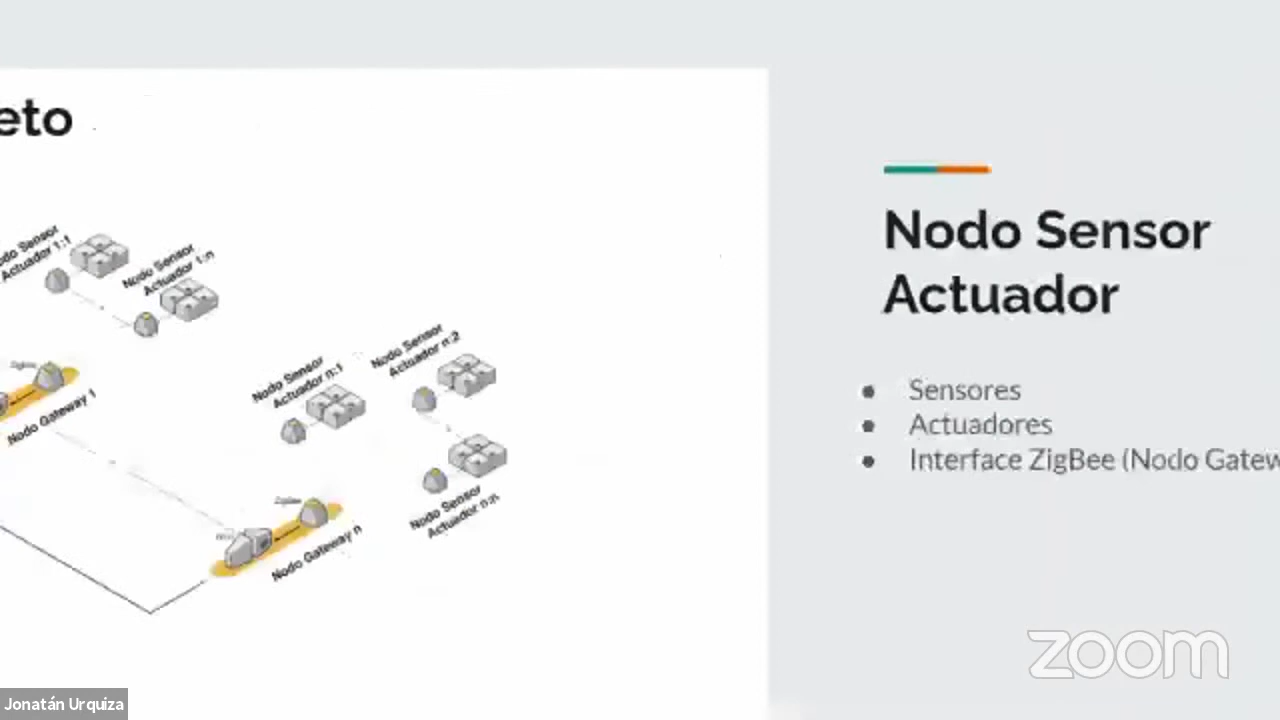 eto
Nodo Sensor
Actuador 1:1
Nodo Sensor
Actuador 1:n
Nodo Gateway 1
Nodo Sensor
Actuador n:1
Nodo Sensor
Actuador n:2
Nodo Sensor
Actuador n:n
Nodo Gateway n
Nodo Sensor
Actuador
● Sensores
● Actuadores
● Interface ZigBee (Nodo Gatew
zoom
Jonatán Urquiza